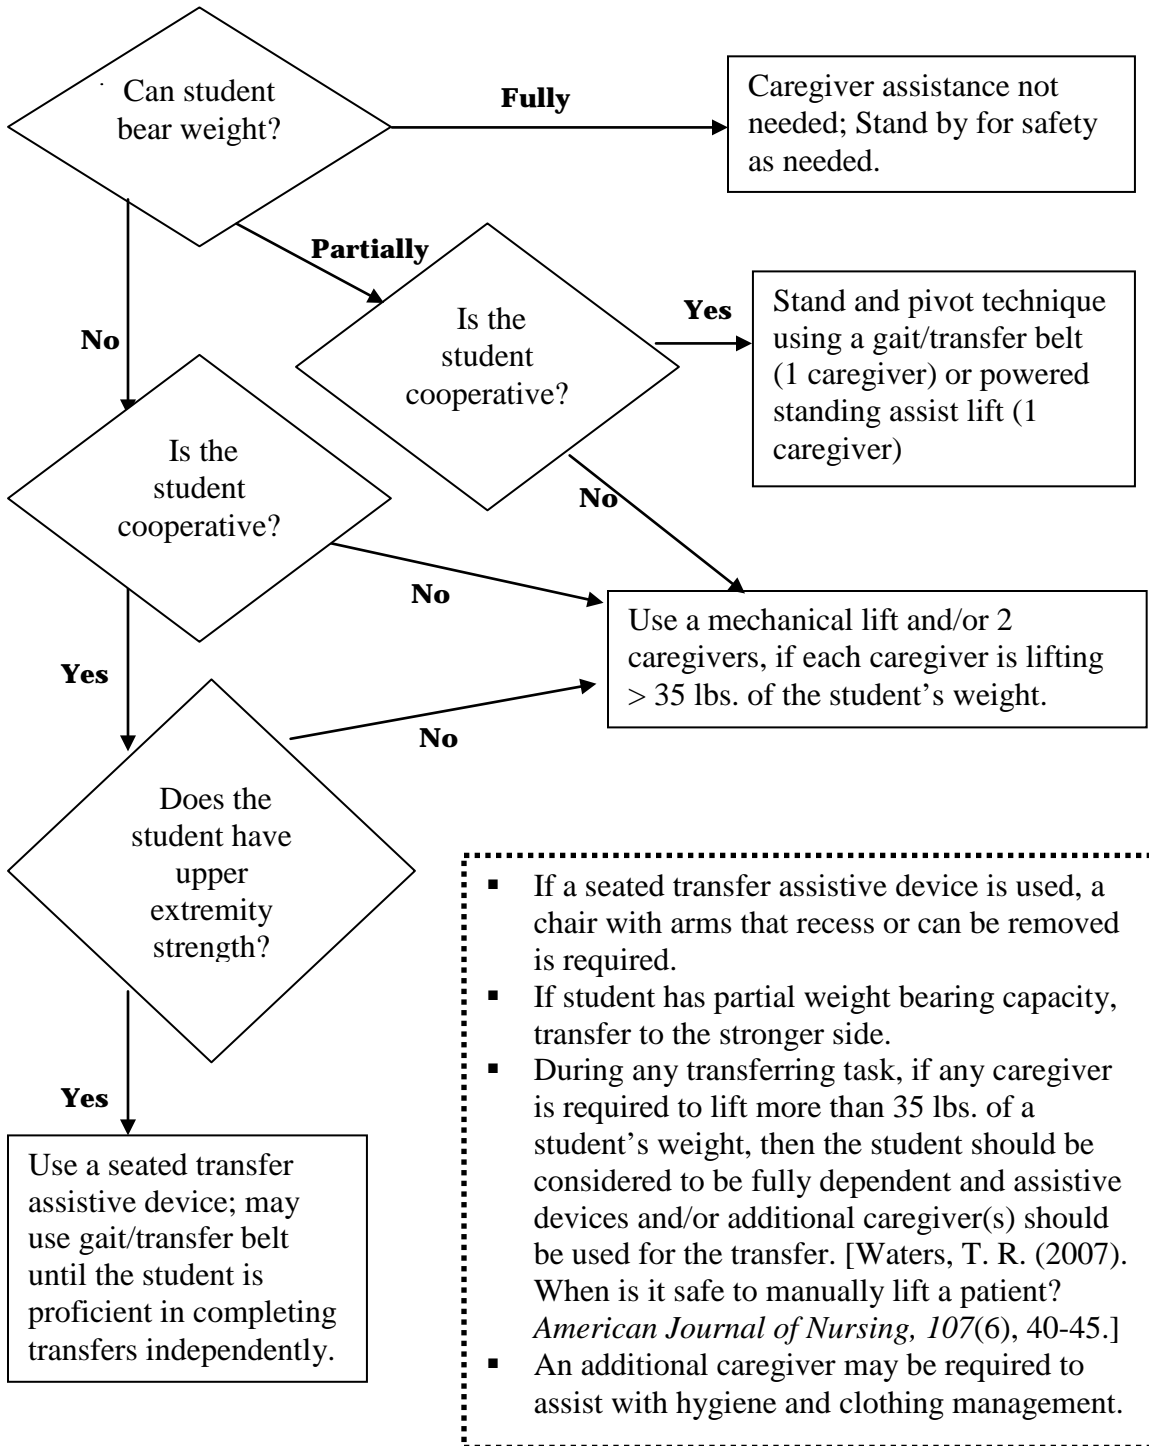 Can student
bear weight?
Fully
Caregiver assistance not
needed; Stand by for safety
as needed.
Partially
No
Is the
student
cooperative?
Yes
Stand and pivot technique
using a gait/transfer belt
(1 caregiver) or powered
standing assist lift (1
caregiver)
Is the
student
cooperative?
No
No
Use a mechanical lift and/or 2
caregivers, if each caregiver is lifting
> 35 lbs. of the student’s weight.
Yes
No
Does the
student have
upper
extremity
strength?
Yes
Use a seated transfer
assistive device; may
use gait/transfer belt
until the student is
proficient in completing
transfers independently.
▪ If a seated transfer assistive device is used, a
chair with arms that recess or can be removed
is required.
▪ If student has partial weight bearing capacity,
transfer to the stronger side.
▪ During any transferring task, if any caregiver
is required to lift more than 35 lbs. of a
student’s weight, then the student should be
considered to be fully dependent and assistive
devices and/or additional caregiver(s) should
be used for the transfer. [Waters, T. R. (2007).
When is it safe to manually lift a patient?
American Journal of Nursing, 107(6), 40-45.]
▪ An additional caregiver may be required to
assist with hygiene and clothing management.